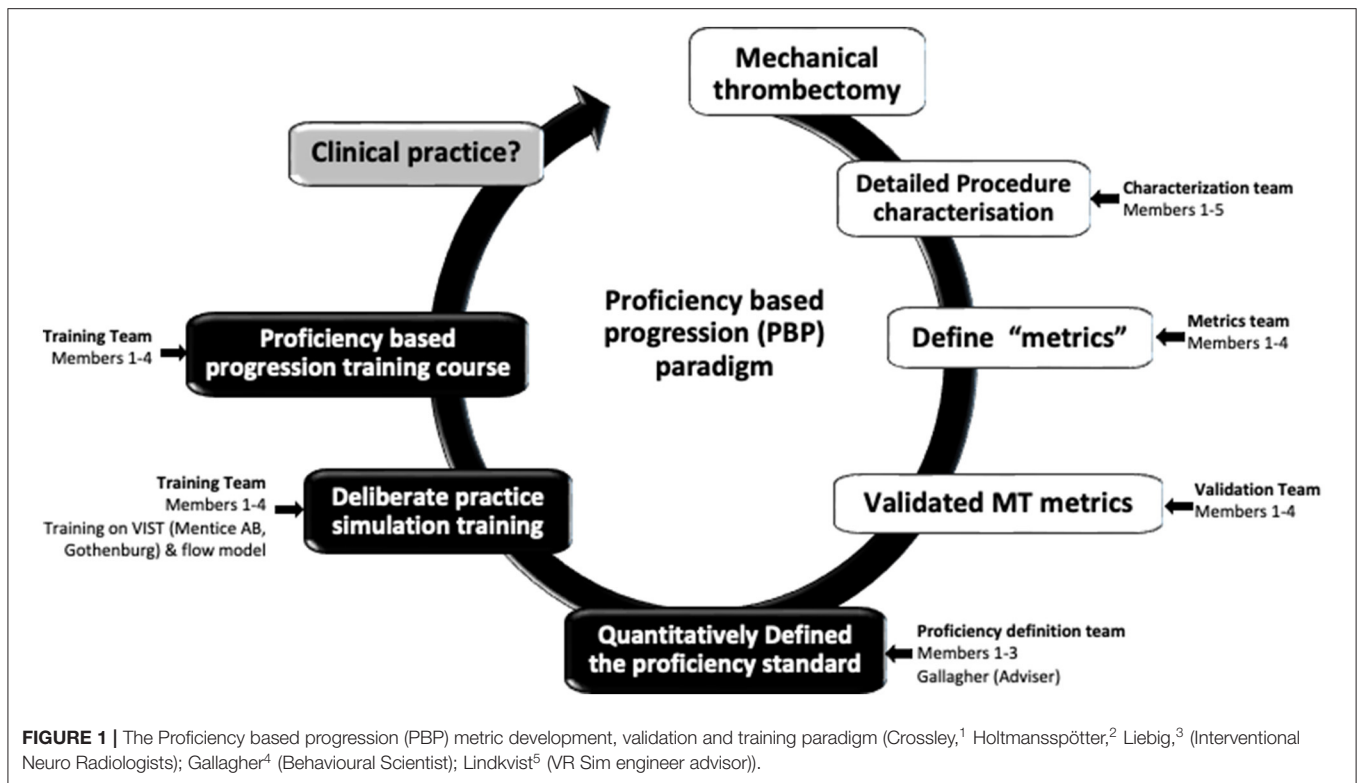 Mechanical
thrombectomy
Detailed Procedure
characterisation
Characterization team
Members 1-5
Define "metrics"
Metrics team
Members 1-4
Validated MT metrics
Validation Team
Members 1-4
Quantitatively Defined
the proficiency standard
Proficiency definition team
Members 1-3
Gallagher (Adviser)
Deliberate practice
simulation training
Training Team
Members 1-4
Training on VIST (Mentice AB,
Gothenburg) & flow model
Proficiency based
progression training course
Training Team
Members 1-4
Clinical practice?
Proficiency based
progression (PBP)
paradigm
FIGURE 1 | The Proficiency based progression (PBP) metric development, validation and training paradigm (Crossley,¹ Holtmansspötter,² Liebig,³ (Interventional
Neuro Radiologists); Gallagher⁴ (Behavioural Scientist); Lindkvist⁵ (VR Sim engineer advisor)).